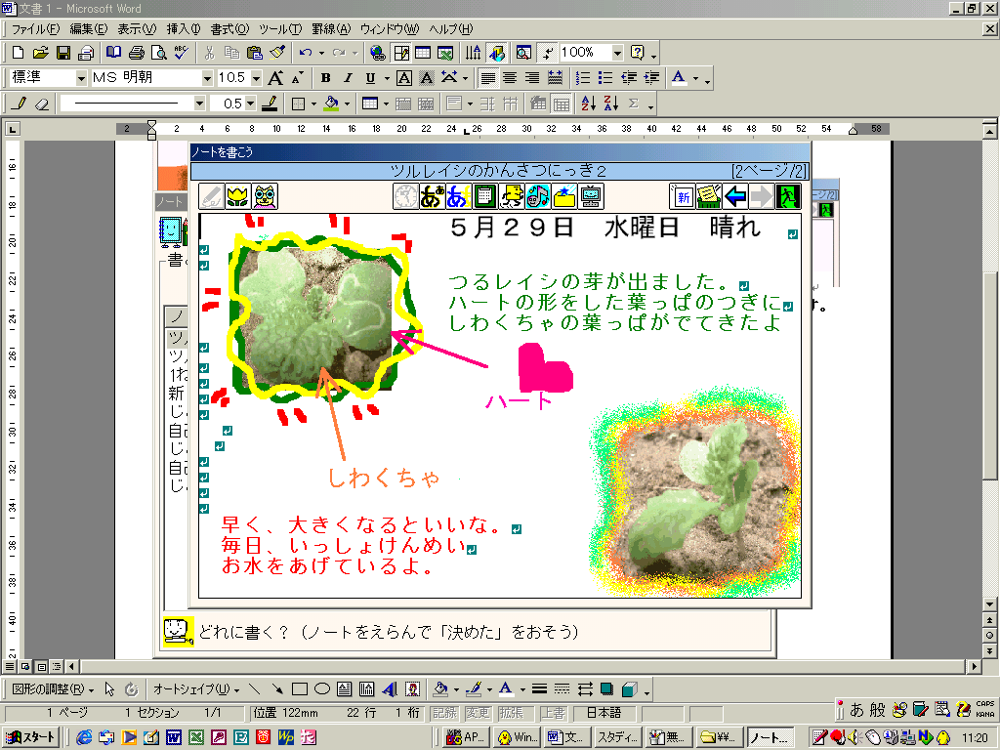 文書 1 - Microsoft Word
ファイル(F) 編集(E) 表示(V) 挿入(I) 書式(O) ツール(T) 罫線(A) ウィンドウ(W) ヘルプ(H)
100%
標準 MS 明朝 10.5 B I U A A A
0.5
2 2 4 6 8 10 12 14 16 18 20 22 24 26 28 30 32 34 36 38 40 42 44 46 48 50 52 54 58
ノートを書こう
ツルレイシのかんさつにっき２ [2ページ/2]
新
５月２９日 水曜日 晴れ
つるレイシの芽が出ました。
ハートの形をした葉っぱのつぎに
しわくちゃの葉っぱがでてきたよ
ハート
しわくちゃ
早く、大きくなるといいな。
毎日、いっしょけんめい
お水をあげているよ。
ノート
書
ノ
ツ
ツ
1ね
新
じ
自
じ
自
じ
16 18 20 22 24 26 28 30 32 34 36 38 40
どれに書く？（ノートをえらんで「決めた」をおそう）
図形の調整(R) オートシェイプ(U)
1 ページ 1 セクション 1/1 位置 122mm 22 行 1 桁 記録 変更 拡張 上書 日本語
あ 般 CAPS KANA
スタート AP... Win... 文... スタディ... 無... ¥¥... ノート... 11:20